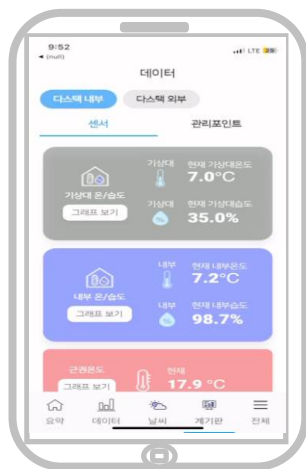 9:52
LTE
◀ (null)
데이터
다스택 내부 다스택 외부
센서 관리포인트
기상대 현재 기상대온도
7.0°C
기상대 온/습도
그래프 보기
기상대 현재 기상대습도
35.0%
내부 현재 내부온도
7.2°C
내부 온/습도
그래프 보기
내부 현재 내부습도
98.7%
근권온도 현재
그래프 보기 17.9 °C
요약 데이터 날씨 계기판 전체